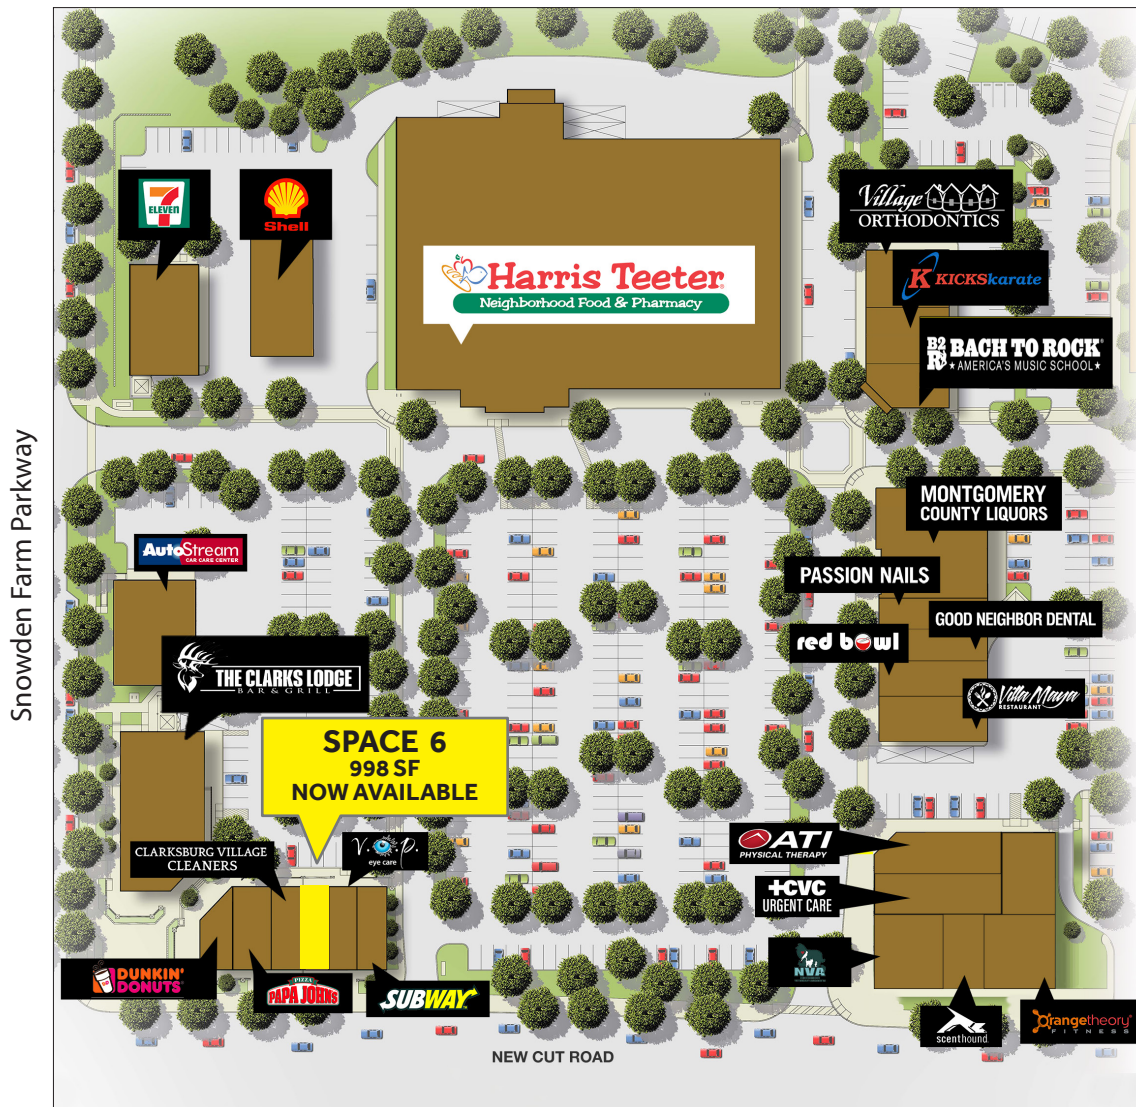 7
ELEVEN
Shell
Harris Teeter
Neighborhood Food & Pharmacy
Village
ORTHODONTICS
K KICKSkarate
B2
R BACH TO ROCK
AMERICA'S MUSIC SCHOOL
Snowden Farm Parkway
MONTGOMERY
COUNTY LIQUORS
AutoStream
CAR CARE CENTER
PASSION NAILS
GOOD NEIGHBOR DENTAL
red bowl
THE CLARKS LODGE
BAR & GRILL
Villa Maya
RESTAURANT
SPACE 6
998 SF
NOW AVAILABLE
CLARKSBURG VILLAGE
CLEANERS
V.O.P.
eye care
ATI
PHYSICAL THERAPY
+CVC
URGENT CARE
NVA
DUNKIN'
DONUTS
PIZZA
PAPA JOHNS
SUBWAY
scenthound
Orangetheory
FITNESS
NEW CUT ROAD